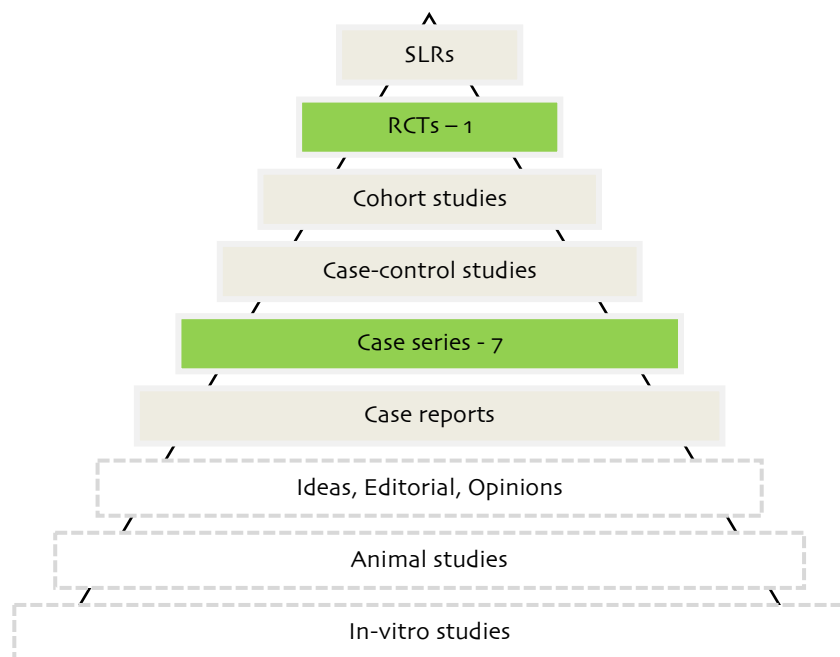 SLRs
RCTs – 1
Cohort studies
Case-control studies
Case series - 7
Case reports
Ideas, Editorial, Opinions
Animal studies
In-vitro studies